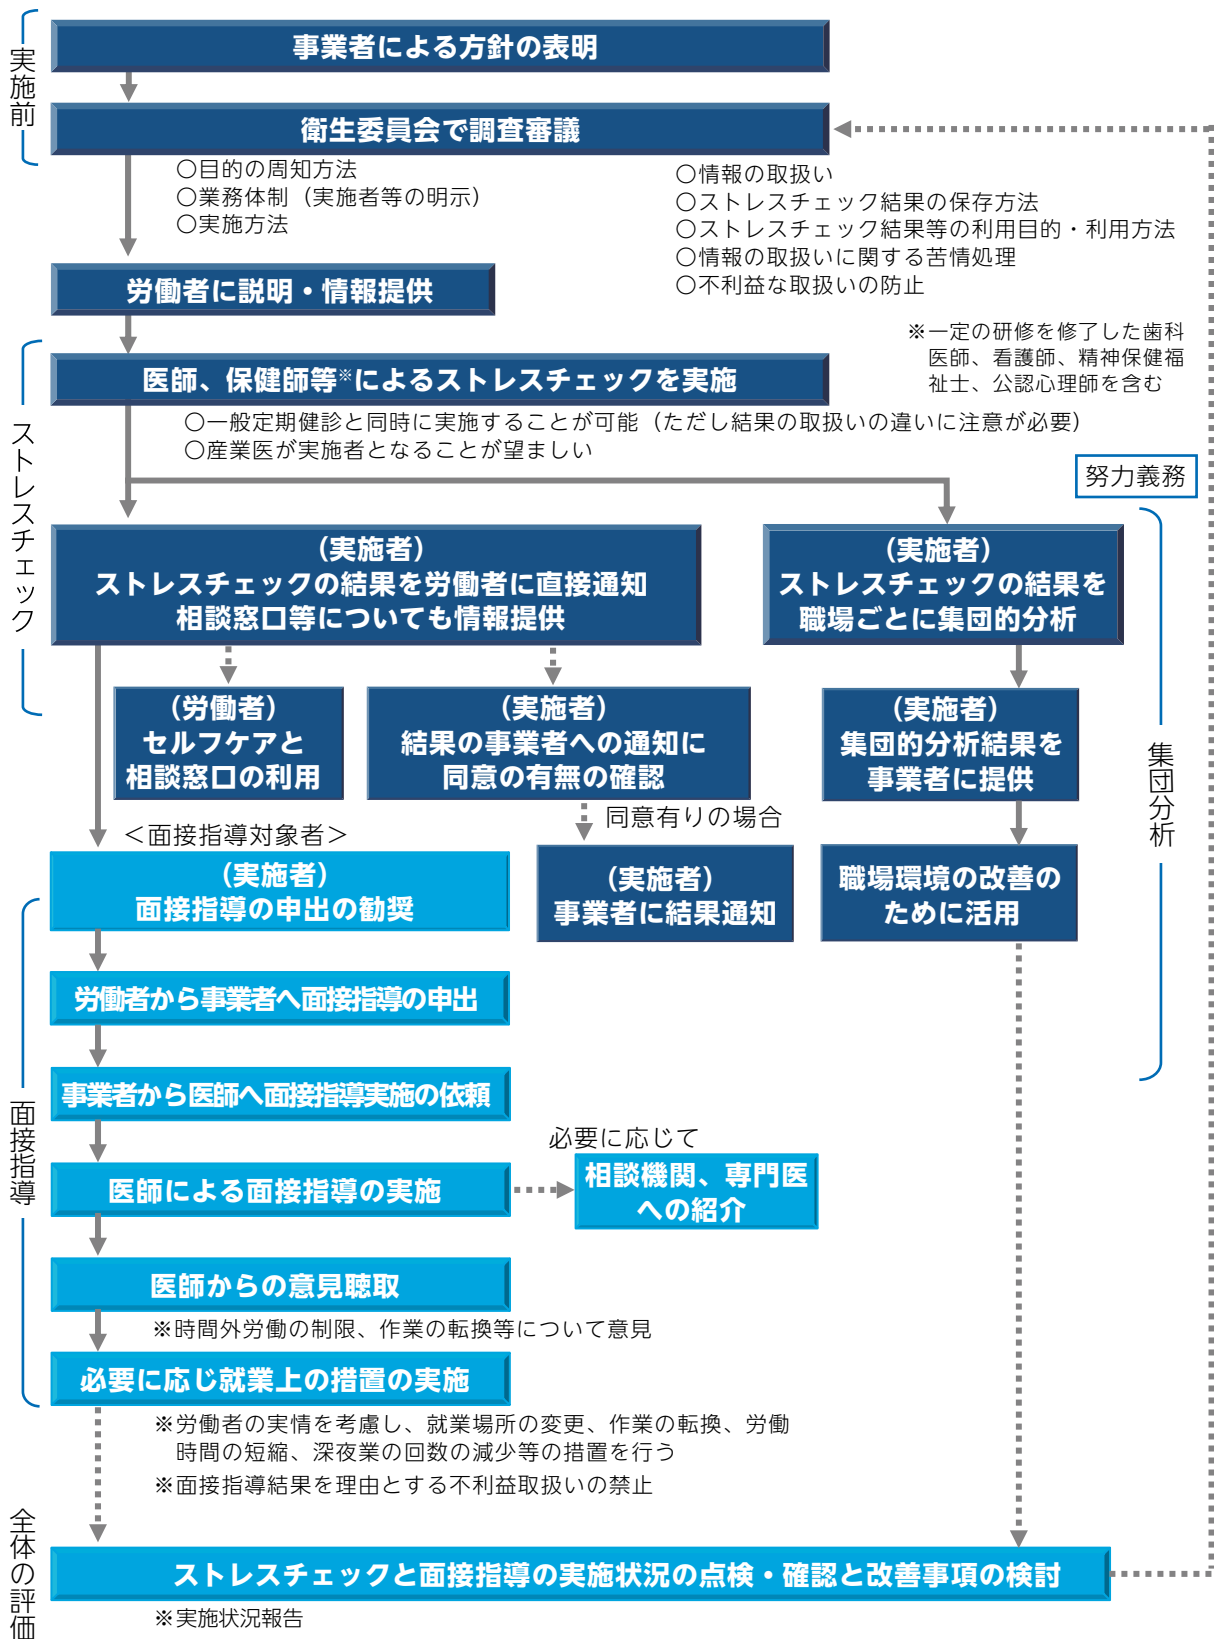 実施前
事業者による方針の表明
衛生委員会で調査審議
○目的の周知方法
○業務体制（実施者等の明示）
○実施方法
○情報の取扱い
○ストレスチェック結果の保存方法
○ストレスチェック結果等の利用目的・利用方法
○情報の取扱いに関する苦情処理
○不利益な取扱いの防止
労働者に説明・情報提供
※一定の研修を修了した歯科
医師、看護師、精神保健福
祉士、公認心理師を含む
ストレスチェック
医師、保健師等※によるストレスチェックを実施
○一般定期健診と同時に実施することが可能（ただし結果の取扱いの違いに注意が必要）
○産業医が実施者となることが望ましい
努力義務
（実施者）
ストレスチェックの結果を労働者に直接通知
相談窓口等についても情報提供
（実施者）
ストレスチェックの結果を
職場ごとに集団的分析
（労働者）
セルフケアと
相談窓口の利用
（実施者）
結果の事業者への通知に
同意の有無の確認
（実施者）
集団的分析結果を
事業者に提供
集団分析
同意有りの場合
＜面接指導対象者＞
（実施者）
面接指導の申出の勧奨
（実施者）
事業者に結果通知
職場環境の改善の
ために活用
面接指導
労働者から事業者へ面接指導の申出
事業者から医師へ面接指導実施の依頼
必要に応じて
医師による面接指導の実施
相談機関、専門医
への紹介
医師からの意見聴取
※時間外労働の制限、作業の転換等について意見
必要に応じ就業上の措置の実施
※労働者の実情を考慮し、就業場所の変更、作業の転換、労働
時間の短縮、深夜業の回数の減少等の措置を行う
※面接指導結果を理由とする不利益取扱いの禁止
全体の評価
ストレスチェックと面接指導の実施状況の点検・確認と改善事項の検討
※実施状況報告